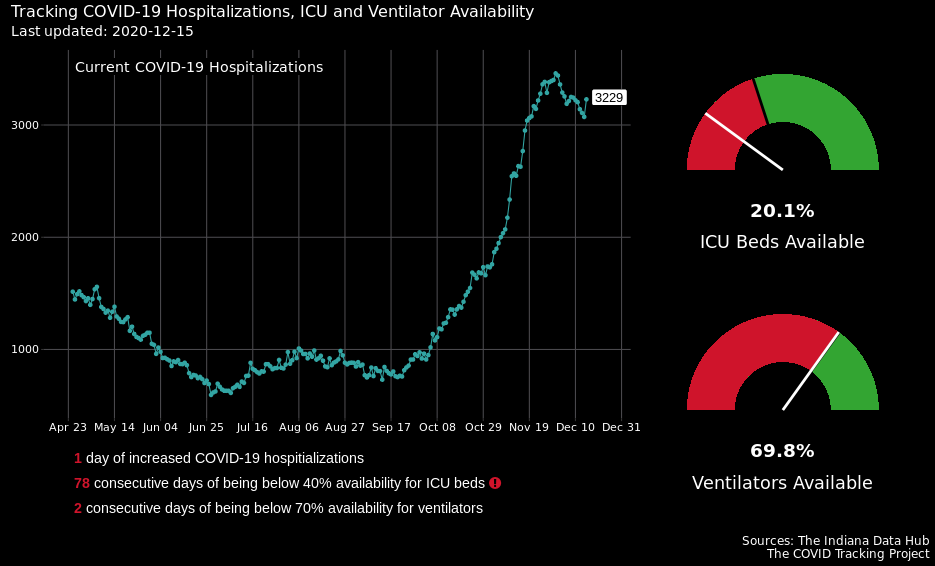 Tracking COVID-19 Hospitalizations, ICU and Ventilator Availability
Last updated: 2020-12-15
Current COVID-19 Hospitalizations
3229
3000
2000
1000
Apr 23 May 14 Jun 04 Jun 25 Jul 16 Aug 06 Aug 27 Sep 17 Oct 08 Oct 29 Nov 19 Dec 10 Dec 31
1 day of increased COVID-19 hospitializations
78 consecutive days of being below 40% availability for ICU beds
2 consecutive days of being below 70% availability for ventilators
20.1%
ICU Beds Available
69.8%
Ventilators Available
Sources: The Indiana Data Hub
The COVID Tracking Project